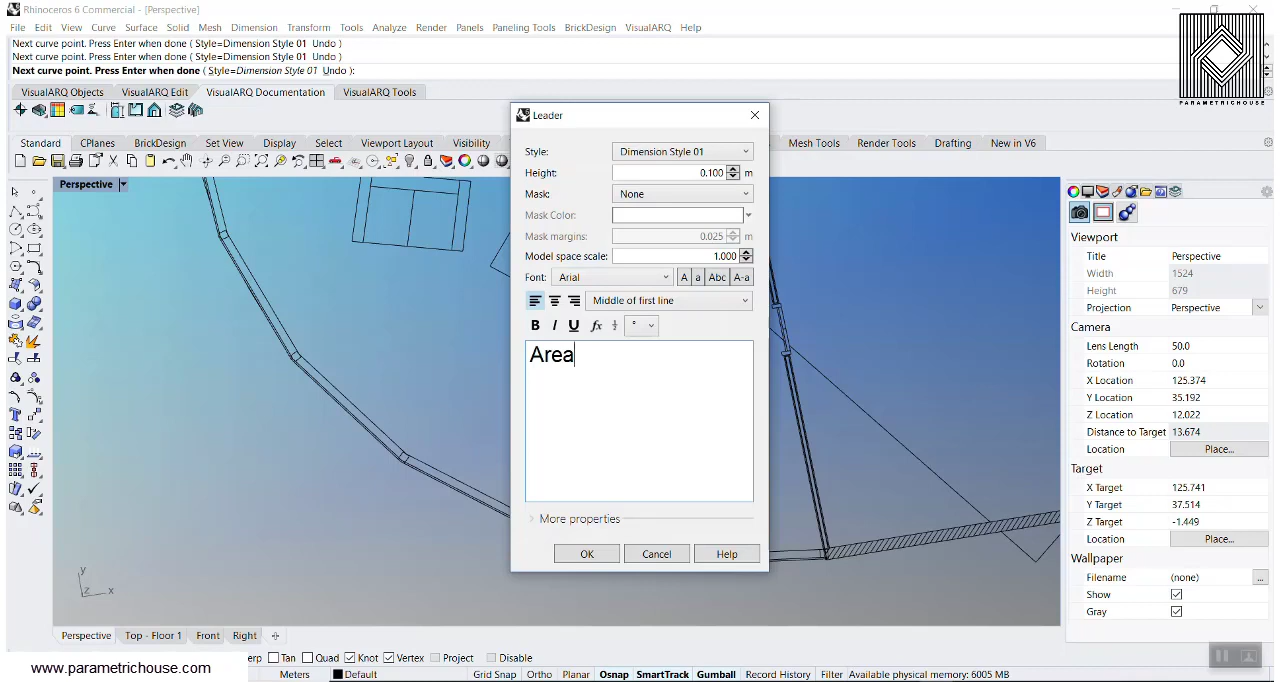 Rhinoceros 6 Commercial - [Perspective]
File Edit View Curve Surface Solid Mesh Dimension Transform Tools Analyze Render Panels Paneling Tools BrickDesign VisualARQ Help
Next curve point. Press Enter when done ( Style=Dimension Style 01 Undo )
Next curve point. Press Enter when done ( Style=Dimension Style 01 Undo )
Next curve point. Press Enter when done ( Style=Dimension Style 01 Undo ):
PARAMETRICHOUSE
VisualARQ Objects VisualARQ Edit VisualARQ Documentation VisualARQ Tools
Standard CPlanes BrickDesign Set View Display Select Viewport Layout Visibility Mesh Tools Render Tools Drafting New in V6
Perspective
Leader
Style: Dimension Style 01
Height: 0.100 m
Mask: None
Mask Color:
Mask margins: 0.025 m
Model space scale: 1.000
Font: Arial A a Abc A-a
Middle of first line
B I U fx ½ °
Area
More properties
OK Cancel Help
Viewport
Title Perspective
Width 1524
Height 679
Projection Perspective
Camera
Lens Length 50.0
Rotation 0.0
X Location 125.374
Y Location 35.192
Z Location 12.022
Distance to Target 13.674
Location Place...
Target
X Target 125.741
Y Target 37.514
Z Target -1.449
Location Place...
Wallpaper
Filename (none) ...
Show
Gray
y
z x
Perspective Top - Floor 1 Front Right
erp Tan Quad Knot Vertex Project Disable
www.parametrichouse.com
Meters Default Grid Snap Ortho Planar Osnap SmartTrack Gumball Record History Filter Available physical memory: 6005 MB